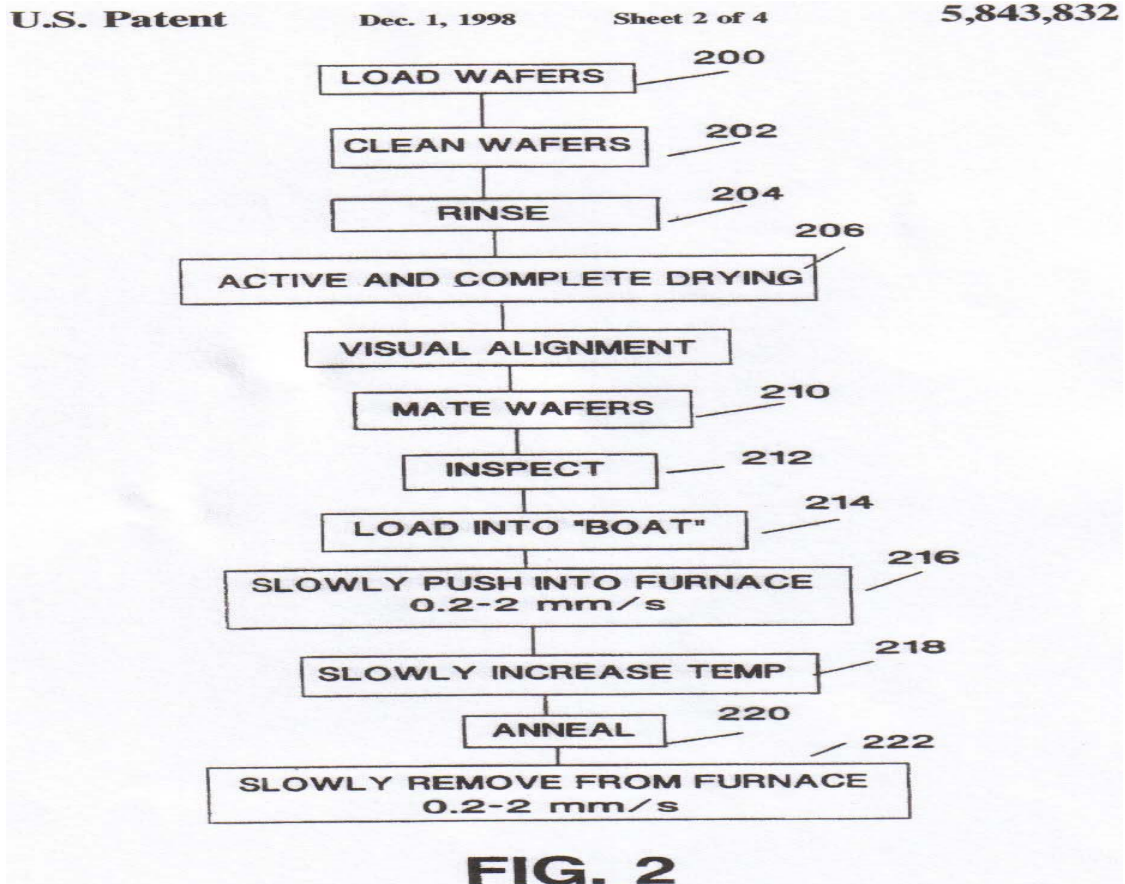 U.S. Patent Dec. 1, 1998 Sheet 2 of 4 5,843,832
LOAD WAFERS 200
CLEAN WAFERS 202
RINSE 204
206
ACTIVE AND COMPLETE DRYING
VISUAL ALIGNMENT
MATE WAFERS 210
INSPECT 212
LOAD INTO "BOAT" 214
216
SLOWLY PUSH INTO FURNACE
0.2-2 mm/s
218
SLOWLY INCREASE TEMP
ANNEAL 220
222
SLOWLY REMOVE FROM FURNACE
0.2-2 mm/s
FIG. 2